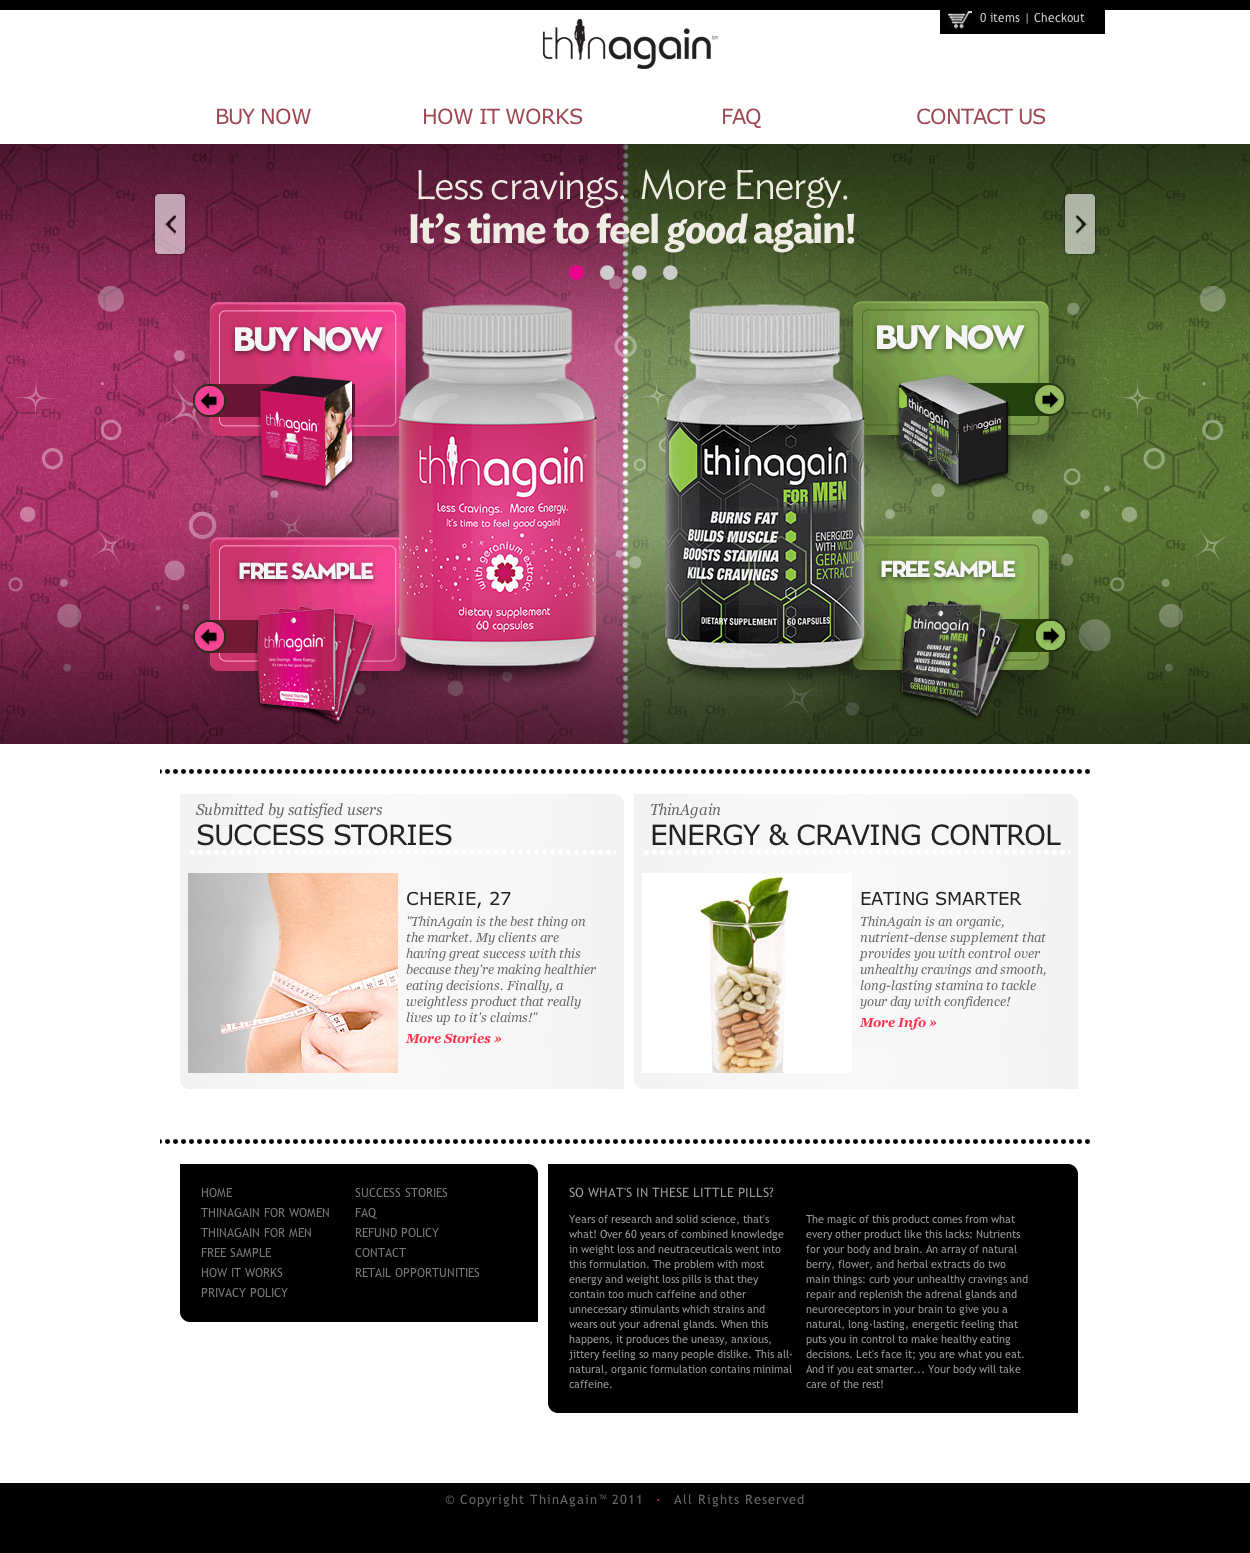 0 items | Checkout
thinagain
BUY NOW
HOW IT WORKS
FAQ
CONTACT US
Less cravings. More Energy.
It's time to feel good again!
BUY NOW
thinagain
FREE SAMPLE
thinagain
thinagain
Less Cravings. More Energy.
It's time to feel good again!
with geranium extract
dietary supplement
60 capsules
thinagain
FOR MEN
BURNS FAT
BUILDS MUSCLE
BOOSTS STAMINA
KILLS CRAVINGS
ENERGIZED
WITH WILD
GERANIUM
EXTRACT
DIETARY SUPPLEMENT
60 CAPSULES
BUY NOW
thinagain
FOR MEN
BURNS FAT
BUILDS MUSCLE
BOOSTS STAMINA
KILLS CRAVINGS
thinagain
FOR MEN
FREE SAMPLE
thinagain
FOR MEN
BURNS FAT
BUILDS MUSCLE
BOOSTS STAMINA
KILLS CRAVINGS
ENERGIZED WITH WILD
GERANIUM EXTRACT
Submitted by satisfied users
SUCCESS STORIES
CHERIE, 27
"ThinAgain is the best thing on
the market. My clients are
having great success with this
because they're making healthier
eating decisions. Finally, a
weightless product that really
lives up to it's claims!"
More Stories »
ThinAgain
ENERGY & CRAVING CONTROL
EATING SMARTER
ThinAgain is an organic,
nutrient-dense supplement that
provides you with control over
unhealthy cravings and smooth,
long-lasting stamina to tackle
your day with confidence!
More Info »
HOME
THINAGAIN FOR WOMEN
THINAGAIN FOR MEN
FREE SAMPLE
HOW IT WORKS
PRIVACY POLICY
SUCCESS STORIES
FAQ
REFUND POLICY
CONTACT
RETAIL OPPORTUNITIES
SO WHAT'S IN THESE LITTLE PILLS?
Years of research and solid science, that's
what! Over 60 years of combined knowledge
in weight loss and neutraceuticals went into
this formulation. The problem with most
energy and weight loss pills is that they
contain too much caffeine and other
unnecessary stimulants which strains and
wears out your adrenal glands. When this
happens, it produces the uneasy, anxious,
jittery feeling so many people dislike. This all-
natural, organic formulation contains minimal
caffeine.
The magic of this product comes from what
every other product like this lacks: Nutrients
for your body and brain. An array of natural
berry, flower, and herbal extracts do two
main things: curb your unhealthy cravings and
repair and replenish the adrenal glands and
neuroreceptors in your brain to give you a
natural, long-lasting, energetic feeling that
puts you in control to make healthy eating
decisions. Let's face it; you are what you eat.
And if you eat smarter... Your body will take
care of the rest!
© Copyright ThinAgain™ 2011 · All Rights Reserved